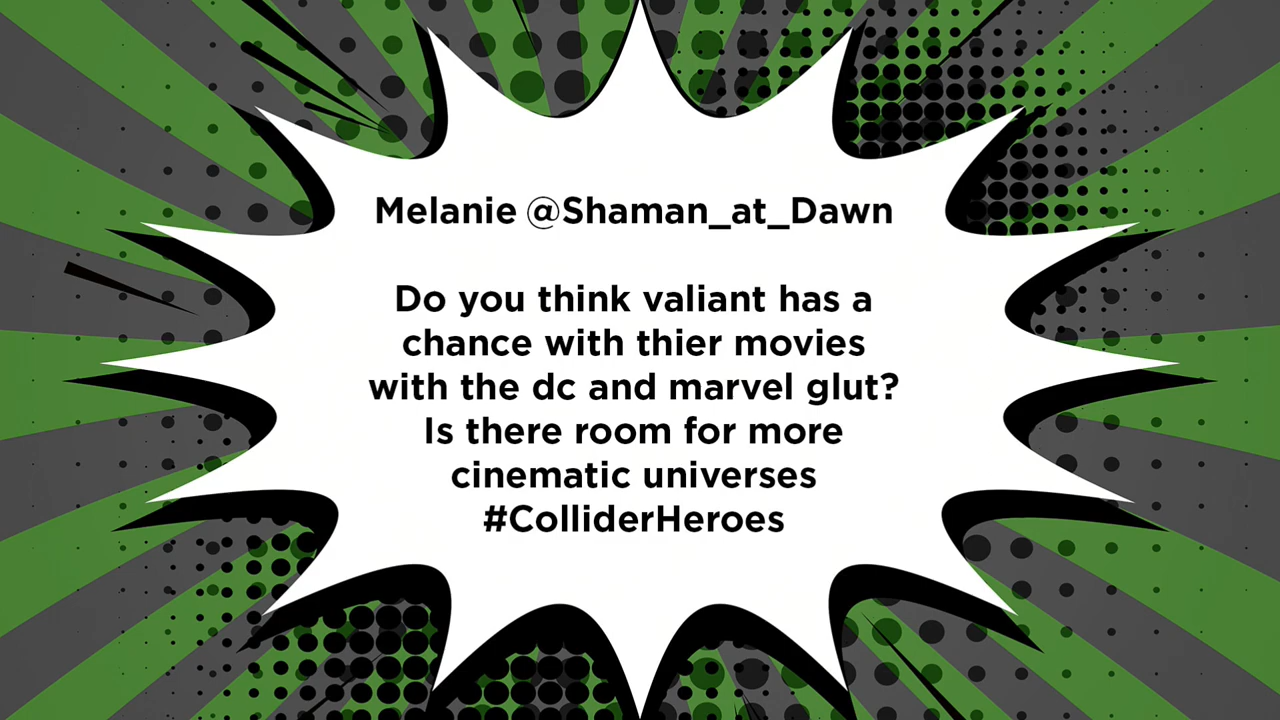 Melanie @Shaman_at_Dawn
Do you think valiant has a
chance with thier movies
with the dc and marvel glut?
Is there room for more
cinematic universes
#ColliderHeroes